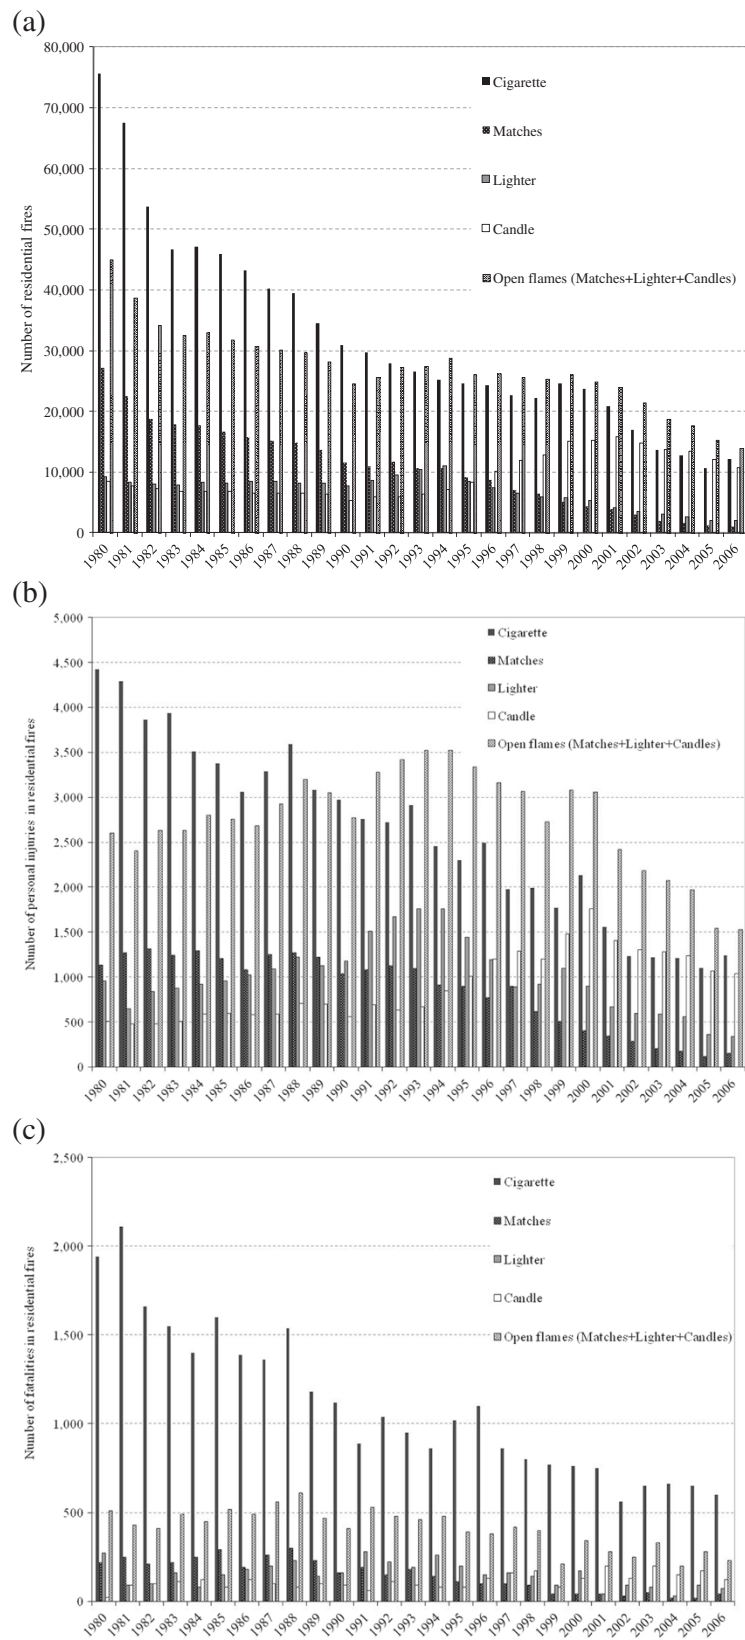 (a)
Number of residential fires
80,000
70,000
60,000
50,000
40,000
30,000
20,000
10,000
0
Cigarette
Matches
Lighter
Candle
Open flames (Matches+Lighter+Candles)
1980 1981 1982 1983 1984 1985 1986 1987 1988 1989 1990 1991 1992 1993 1994 1995 1996 1997 1998 1999 2000 2001 2002 2003 2004 2005 2006
(b)
Number of personal injuries in residential fires
5,000
4,500
4,000
3,500
3,000
2,500
2,000
1,500
1,000
500
0
Cigarette
Matches
Lighter
Candle
Open flames (Matches+Lighter+Candles)
1980 1981 1982 1983 1984 1985 1986 1987 1988 1989 1990 1991 1992 1993 1994 1995 1996 1997 1998 1999 2000 2001 2002 2003 2004 2005 2006
(c)
Number of fatalities in residential fires
2,500
2,000
1,500
1,000
500
0
Cigarette
Matches
Lighter
Candle
Open flames (Matches+Lighter+Candles)
1980 1981 1982 1983 1984 1985 1986 1987 1988 1989 1990 1991 1992 1993 1994 1995 1996 1997 1998 1999 2000 2001 2002 2003 2004 2005 2006